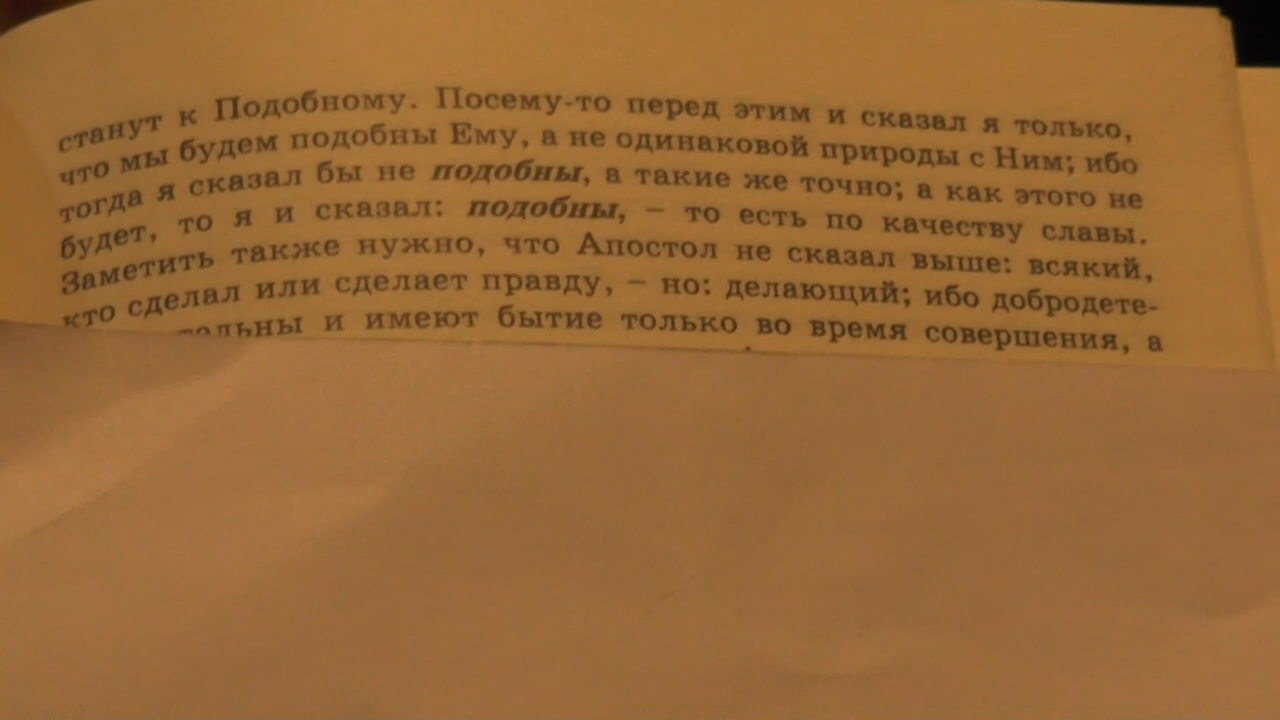 станут к Подобному. Посему-то перед этим и сказал я только,
что мы будем подобны Ему, а не одинаковой природы с Ним; ибо
тогда я сказал бы не подобны, а такие же точно; а как этого не
будет, то я и сказал: подобны, – то есть по качеству славы.
Заметить также нужно, что Апостол не сказал выше: всякий,
кто сделал или сделает правду, – но: делающий; ибо добродете-
и имеют бытие только во время совершения, а